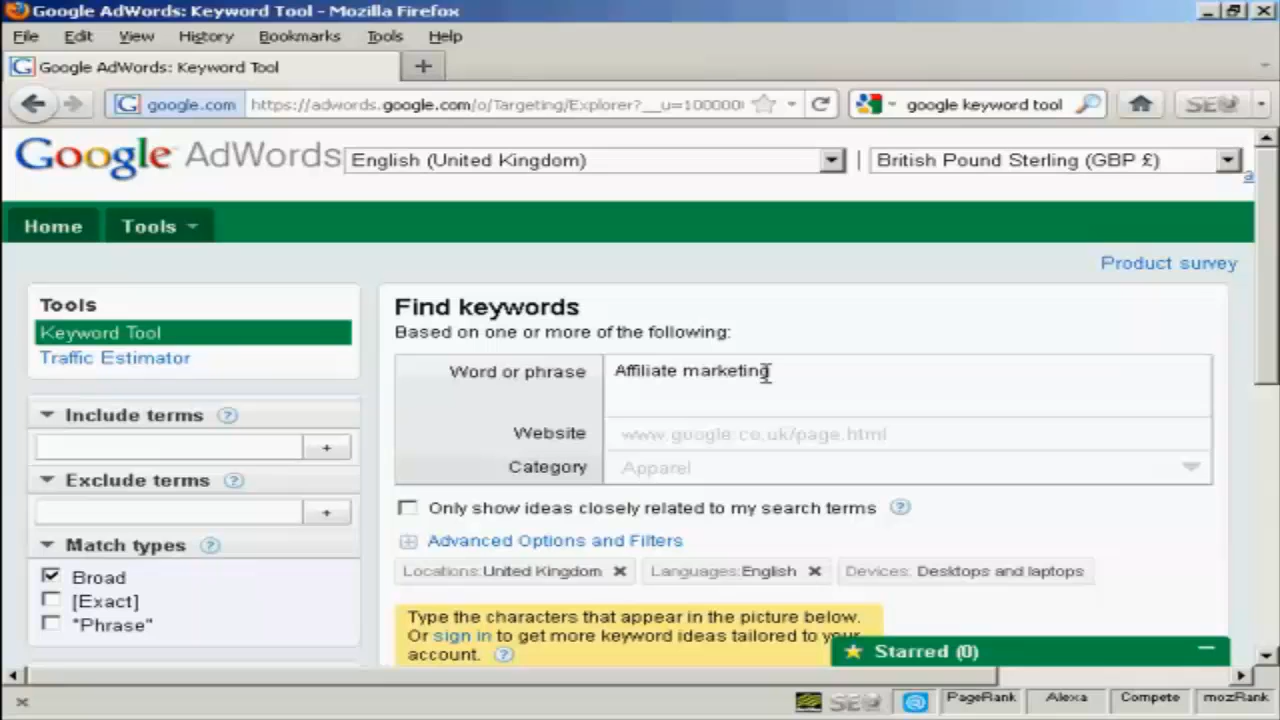 Google AdWords: Keyword Tool - Mozilla Firefox
File Edit View History Bookmarks Tools Help
Google AdWords: Keyword Tool +
google.com https://adwords.google.com/o/Targeting/Explorer?__u=100000 google keyword tool SEO
Google AdWords English (United Kingdom) | British Pound Sterling (GBP £)
a
Home Tools
Product survey
Tools
Keyword Tool
Traffic Estimator
Include terms ?
+
Exclude terms ?
+
Match types ?
Broad
[Exact]
"Phrase"
Find keywords
Based on one or more of the following:
Word or phrase Affiliate marketing
Website www.google.co.uk/page.html
Category Apparel
Only show ideas closely related to my search terms ?
Advanced Options and Filters
Locations: United Kingdom × Languages: English × Devices: Desktops and laptops
Type the characters that appear in the picture below.
Or sign in to get more keyword ideas tailored to your
account. ?
Starred (0)
× SEO PageRank Alexa Compete mozRank